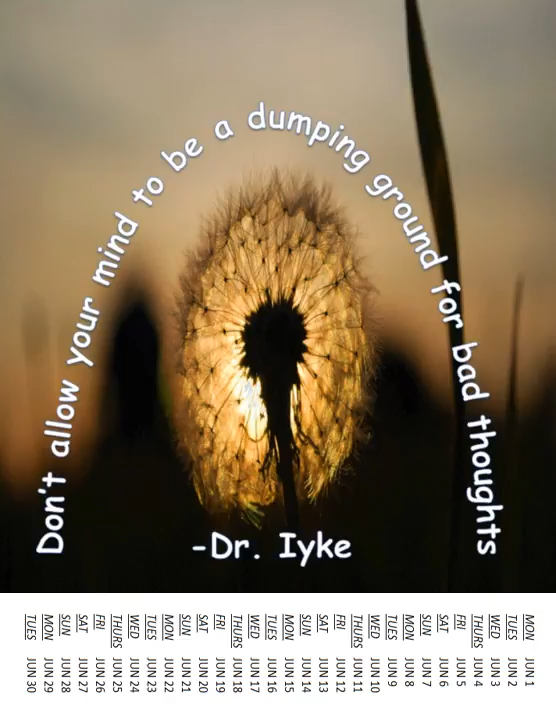 Don't allow your mind to be a dumping ground for bad thoughts
-Dr. Iyke
MON JUN 1
TUES JUN 2
WED JUN 3
THURS JUN 4
FRI JUN 5
SAT JUN 6
SUN JUN 7
MON JUN 8
TUES JUN 9
WED JUN 10
THURS JUN 11
FRI JUN 12
SAT JUN 13
SUN JUN 14
MON JUN 15
TUES JUN 16
WED JUN 17
THURS JUN 18
FRI JUN 19
SAT JUN 20
SUN JUN 21
MON JUN 22
TUES JUN 23
WED JUN 24
THURS JUN 25
FRI JUN 26
SAT JUN 27
SUN JUN 28
MON JUN 29
TUES JUN 30